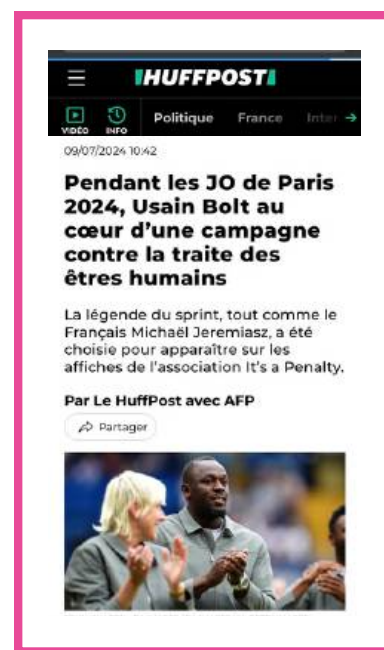 HUFFPOST
VIDÉO INFO Politique France Inter
09/07/2024 10:42
Pendant les JO de Paris
2024, Usain Bolt au
cœur d’une campagne
contre la traite des
êtres humains
La légende du sprint, tout comme le
Français Michaël Jeremiasz, a été
choisie pour apparaître sur les
affiches de l’association It’s a Penalty.
Par Le HuffPost avec AFP
Partager